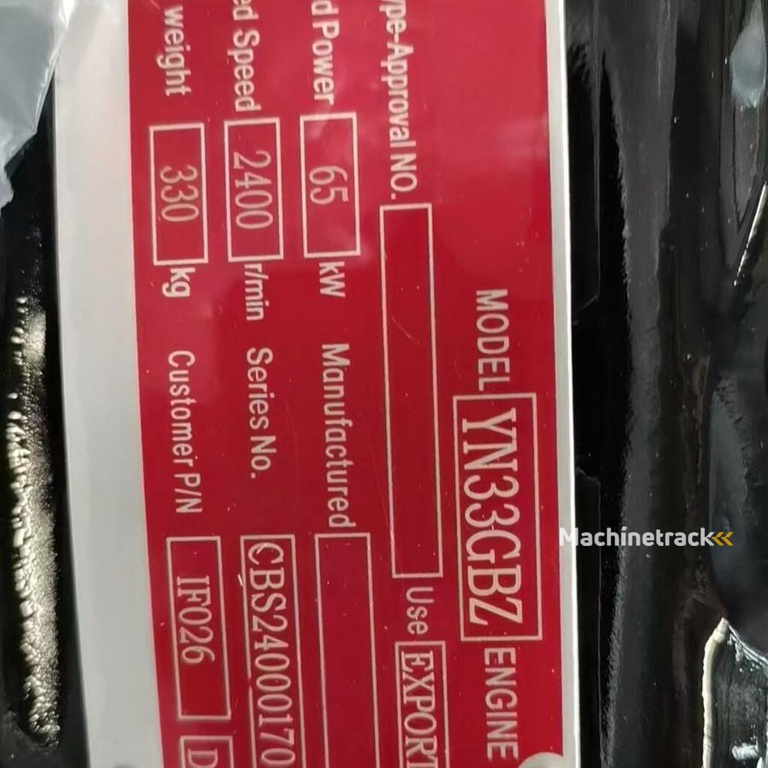 MODEL YN33GBZ ENGINE
ype-Approval NO. Use EXPORT
d Power 65 kW Manufactured
ed Speed 2400 r/min Series No. CBS24000170
weight 330 kg Customer P/N IF026 D
Machinetrack